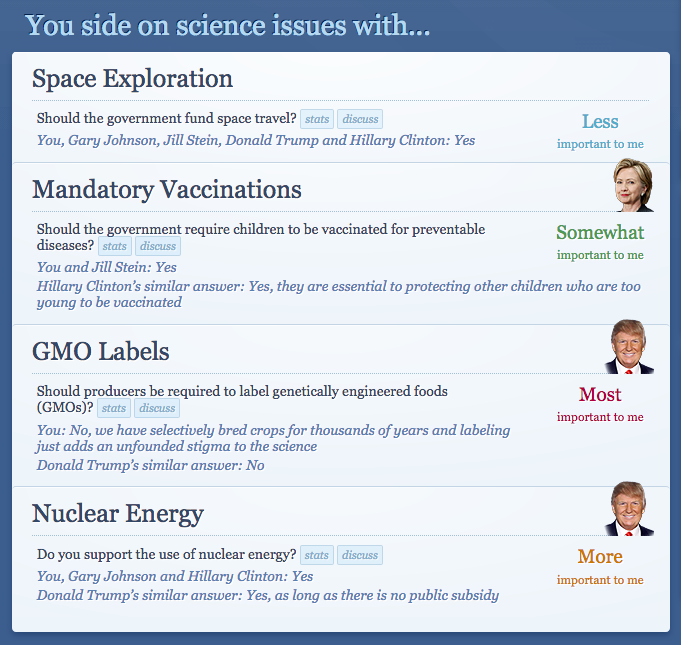 You side on science issues with...
Space Exploration
Should the government fund space travel? stats discuss
You, Gary Johnson, Jill Stein, Donald Trump and Hillary Clinton: Yes
Less
important to me
Mandatory Vaccinations
Should the government require children to be vaccinated for preventable
diseases? stats discuss
You and Jill Stein: Yes
Hillary Clinton's similar answer: Yes, they are essential to protecting other children who are too
young to be vaccinated
Somewhat
important to me
GMO Labels
Should producers be required to label genetically engineered foods
(GMOs)? stats discuss
You: No, we have selectively bred crops for thousands of years and labeling
just adds an unfounded stigma to the science
Donald Trump's similar answer: No
Most
important to me
Nuclear Energy
Do you support the use of nuclear energy? stats discuss
You, Gary Johnson and Hillary Clinton: Yes
Donald Trump's similar answer: Yes, as long as there is no public subsidy
More
important to me